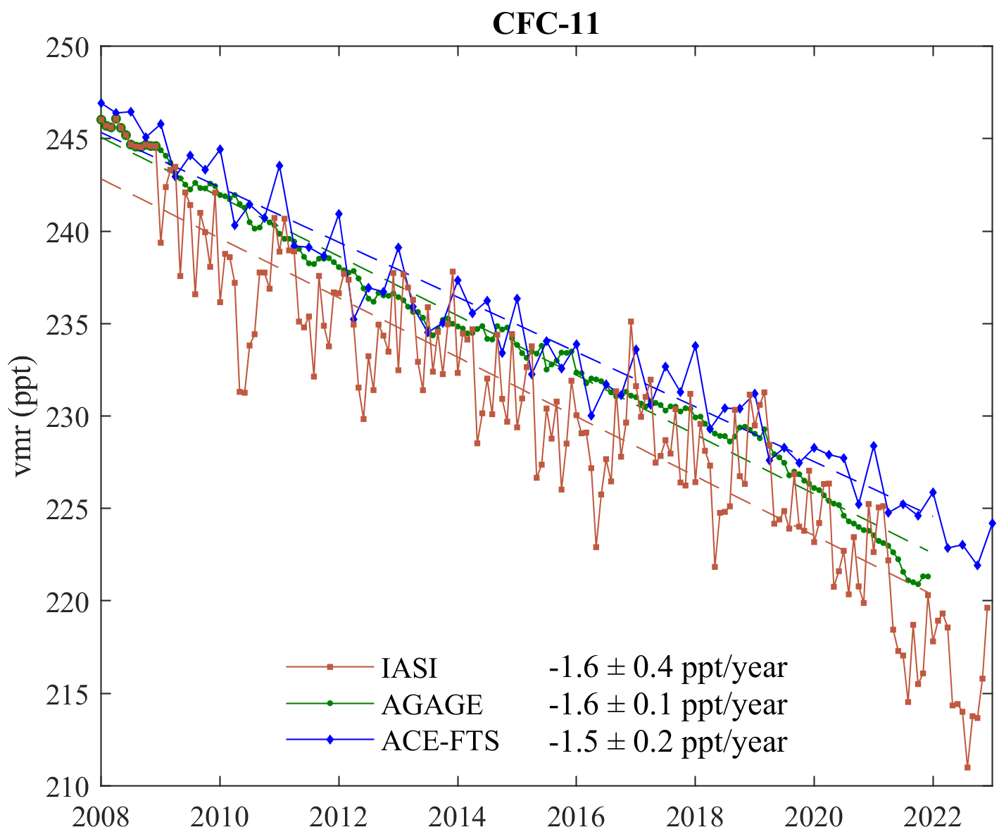 CFC-11
250
245
240
235
230
225
220
215
210
vmr (ppt)
IASI -1.6 ± 0.4 ppt/year
AGAGE -1.6 ± 0.1 ppt/year
ACE-FTS -1.5 ± 0.2 ppt/year
2008 2010 2012 2014 2016 2018 2020 2022